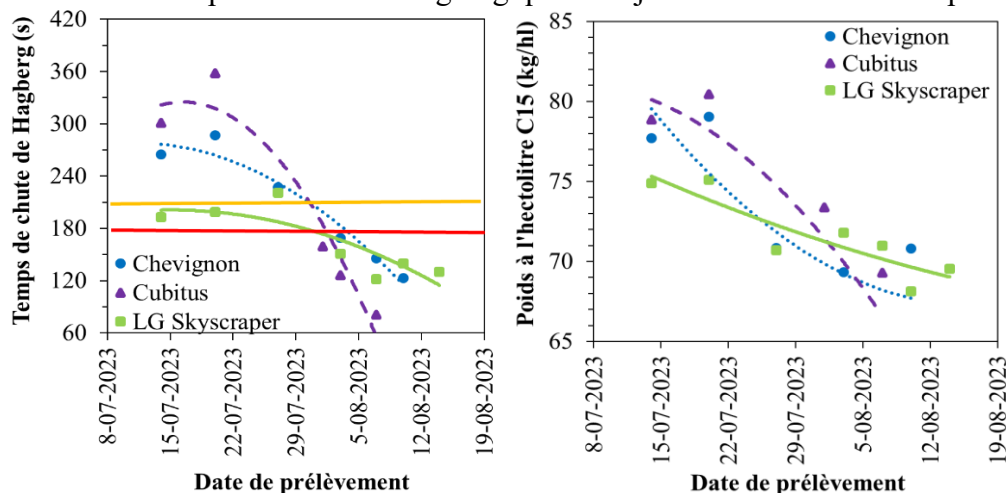 Temps de chute de Hagberg (s)
420
360
300
240
180
120
60
Chevignon
Cubitus
LG Skyscraper
8-07-2023
15-07-2023
22-07-2023
29-07-2023
5-08-2023
12-08-2023
19-08-2023
Date de prélèvement
Poids à l'hectolitre C15 (kg/hl)
85
80
75
70
65
Chevignon
Cubitus
LG Skyscraper
8-07-2023
15-07-2023
22-07-2023
29-07-2023
5-08-2023
12-08-2023
19-08-2023
Date de prélèvement